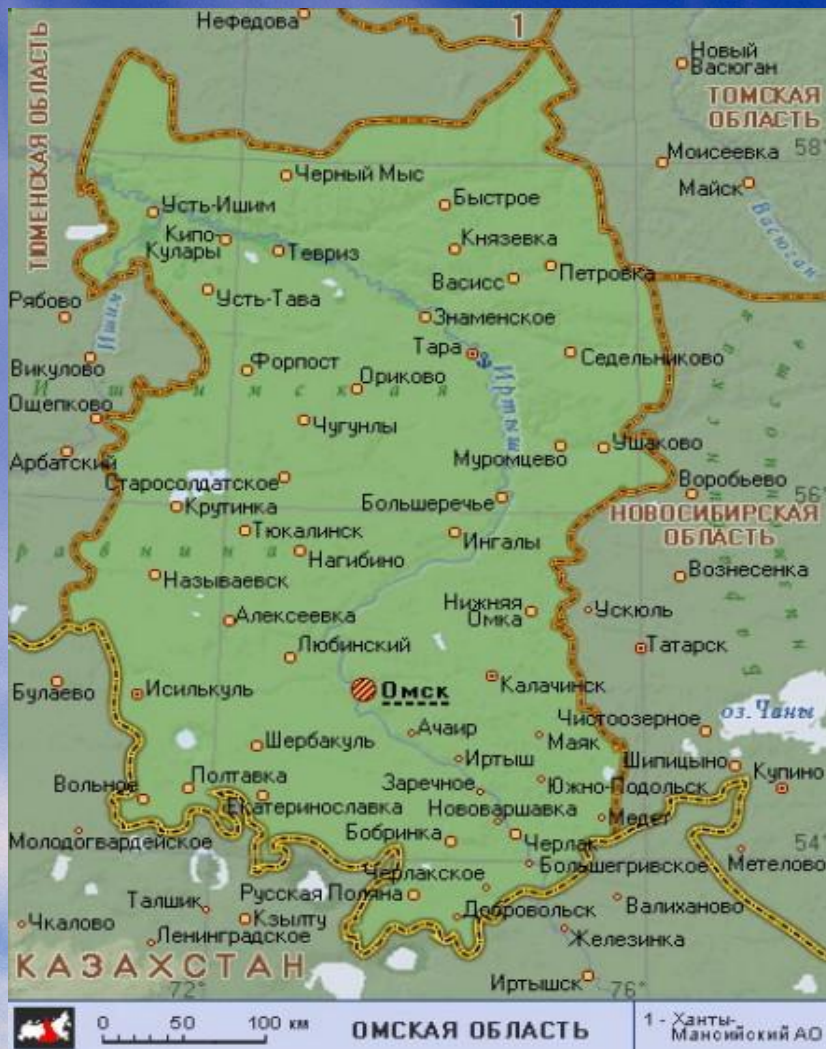 Нефедова
1
Новый
Васюган
ТЮМЕНСКАЯ ОБЛАСТЬ
ТОМСКАЯ
ОБЛАСТЬ
58°
Черный Мыс
Моисеевка
Майск
Васюган
Усть-Ишим
Быстрое
Кипо
Кулары
Тевриз
Князевка
Васисс
Петровка
Усть-Тава
Рябово
Ишим
Знаменское
Тара
Иртыш
Седельниково
Викулово
Форпост
Ориково
Ишимская
Ощепково
Чугунлы
Арбатский
Муромцево
Ушаково
Старосолдатское
Крутинка
Большеречье
Воробьево
56°
НОВОСИБИРСКАЯ
ОБЛАСТЬ
Тюкалинск
Ингалы
равнина
Нагибино
Называевск
Вознесенка
Алексеевка
Нижняя
Омка
Ускюль
Любинский
Татарск
Булаево
Исилькуль
Омск
Калачинск
Чистоозерное
оз. Чаны
Ачаир
Маяк
Шербакуль
Иртыш
Шипицыно
Вольное
Полтавка
Заречное
Южно-Подольск
Купино
Екатеринославка
Нововаршавка
Медет
Молодогвардейское
Бобринка
Черлак
54°
Большегривское
Метелово
Черлакское
Талшик
Русская Поляна
Чкалово
Кзылту
Добровольск
Валиханово
Ленинградское
Железинка
КАЗАХСТАН
72°
Иртышск
76°
0 50 100 км
ОМСКАЯ ОБЛАСТЬ
1 - Ханты-
Мансийский АО